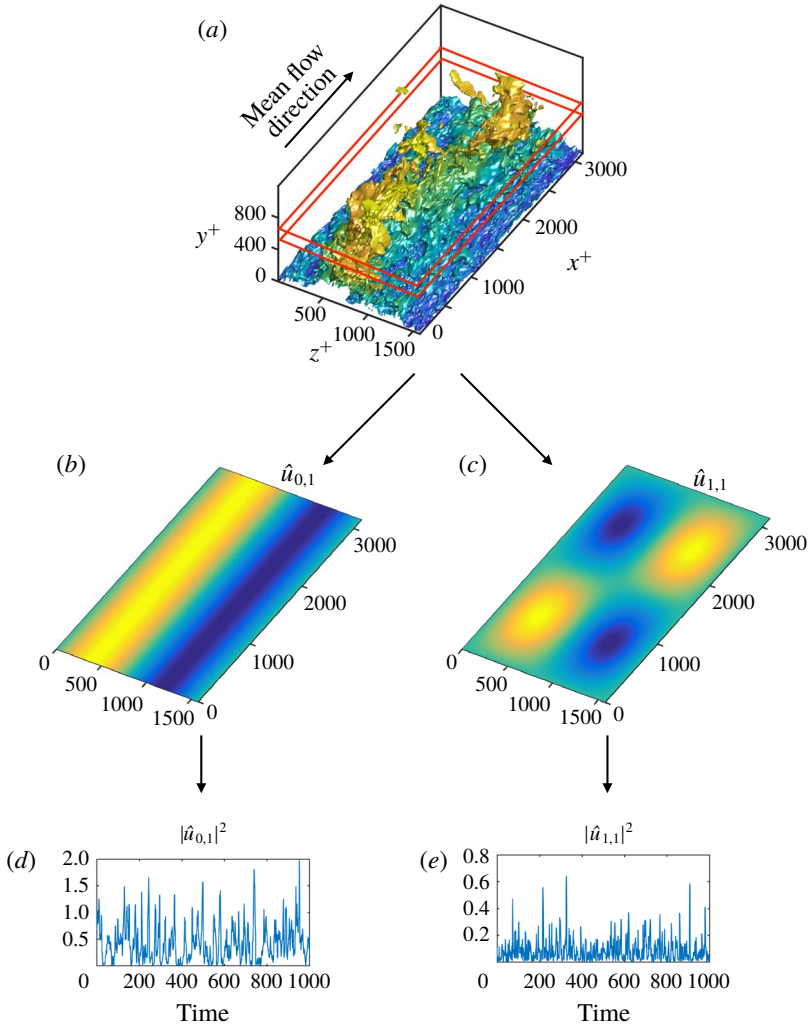 (a)
Mean flow
direction
800
y+
400
0
500
1000
1500
z+
0
1000
2000
3000
x+
(b)
û0,1
3000
2000
1000
0
0
500
1000
1500
(c)
û1,1
3000
2000
1000
0
0
500
1000
1500
|û0,1|²
(d)
2.0
1.5
1.0
0.5
0 200 400 600 800 1000
Time
|û1,1|²
(e)
0.8
0.6
0.4
0.2
0 200 400 600 800 1000
Time